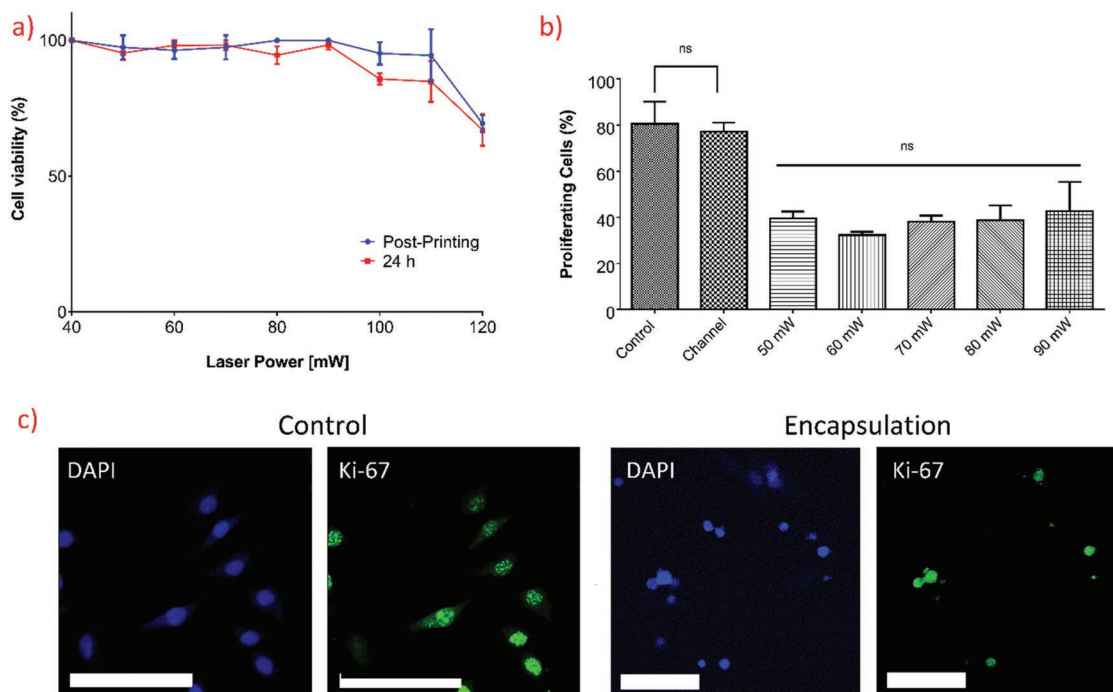 a)
100
50
0
Cell viability (%)
Post-Printing
24 h
40
60
80
100
120
Laser Power [mW]
b)
ns
ns
100
80
60
40
20
0
Proliferating Cells (%)
Control
Channel
50 mW
60 mW
70 mW
80 mW
90 mW
c)
Control
Encapsulation
DAPI
Ki-67
DAPI
Ki-67